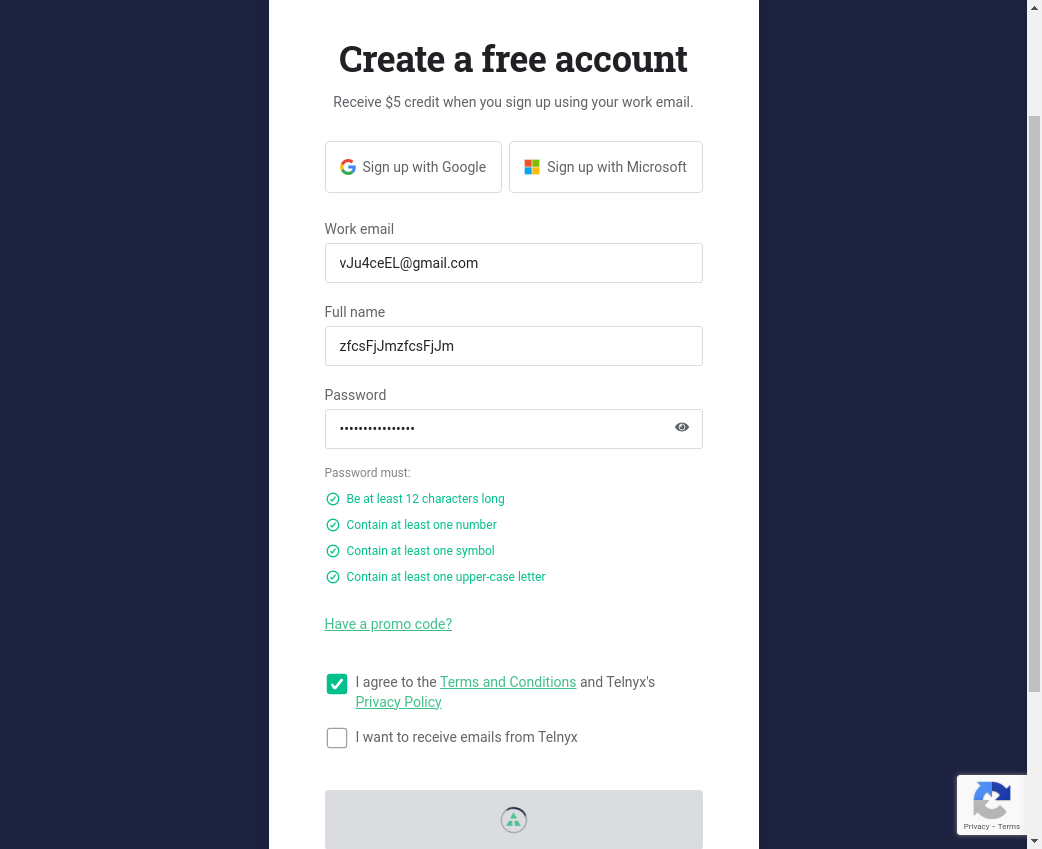 Create a free account
Receive $5 credit when you sign up using your work email.
Sign up with Google
Sign up with Microsoft
Work email
vJu4ceEL@gmail.com
Full name
zfcsFjJmzfcsFjJm
Password
••••••••••••••••
Password must:
Be at least 12 characters long
Contain at least one number
Contain at least one symbol
Contain at least one upper-case letter
Have a promo code?
I agree to the Terms and Conditions and Telnyx's
Privacy Policy
I want to receive emails from Telnyx
Privacy - Terms